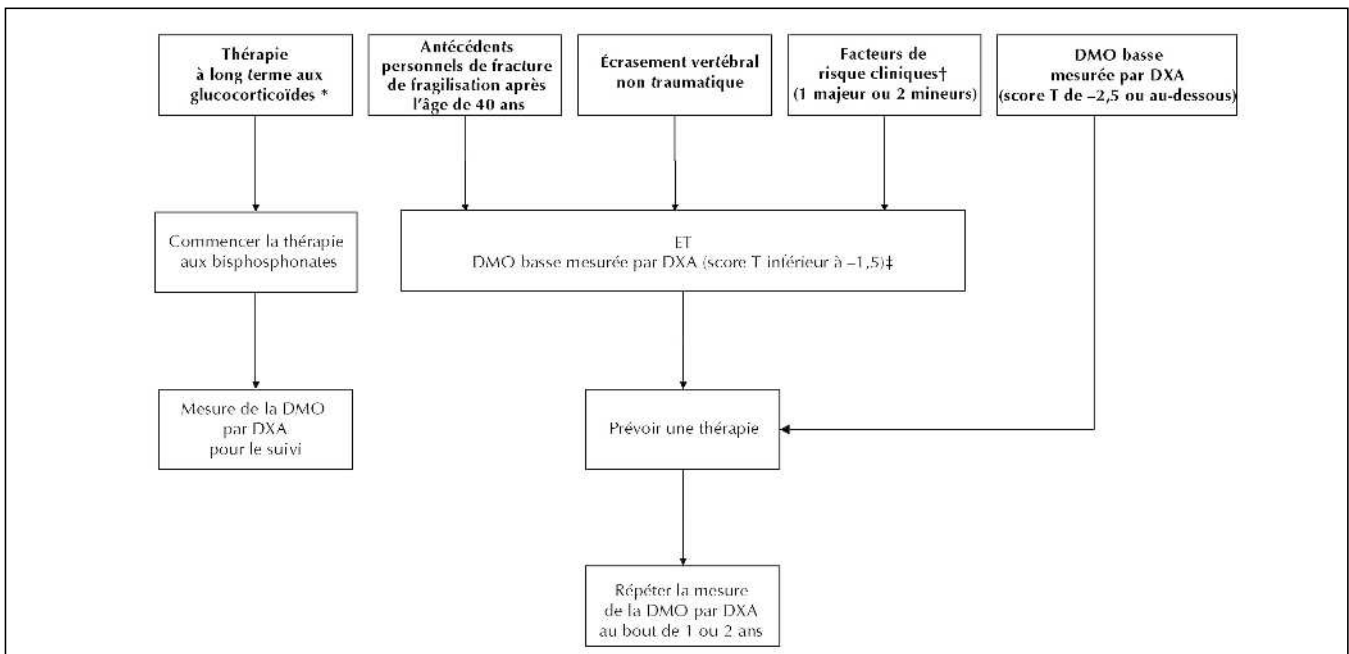 Thérapie
à long terme aux
glucocorticoïdes *
Antécédents
personnels de fracture
de fragilisation après
l'âge de 40 ans
Écrasement vertébral
non traumatique
Facteurs de
risque cliniques†
(1 majeur ou 2 mineurs)
DMO basse
mesurée par DXA
(score T de –2,5 ou au-dessous)
Commencer la thérapie
aux bisphosphonates
ET
DMO basse mesurée par DXA (score T inférieur à –1,5)‡
Mesure de la DMO
par DXA
pour le suivi
Prévoir une thérapie
Répéter la mesure
de la DMO par DXA
au bout de 1 ou 2 ans